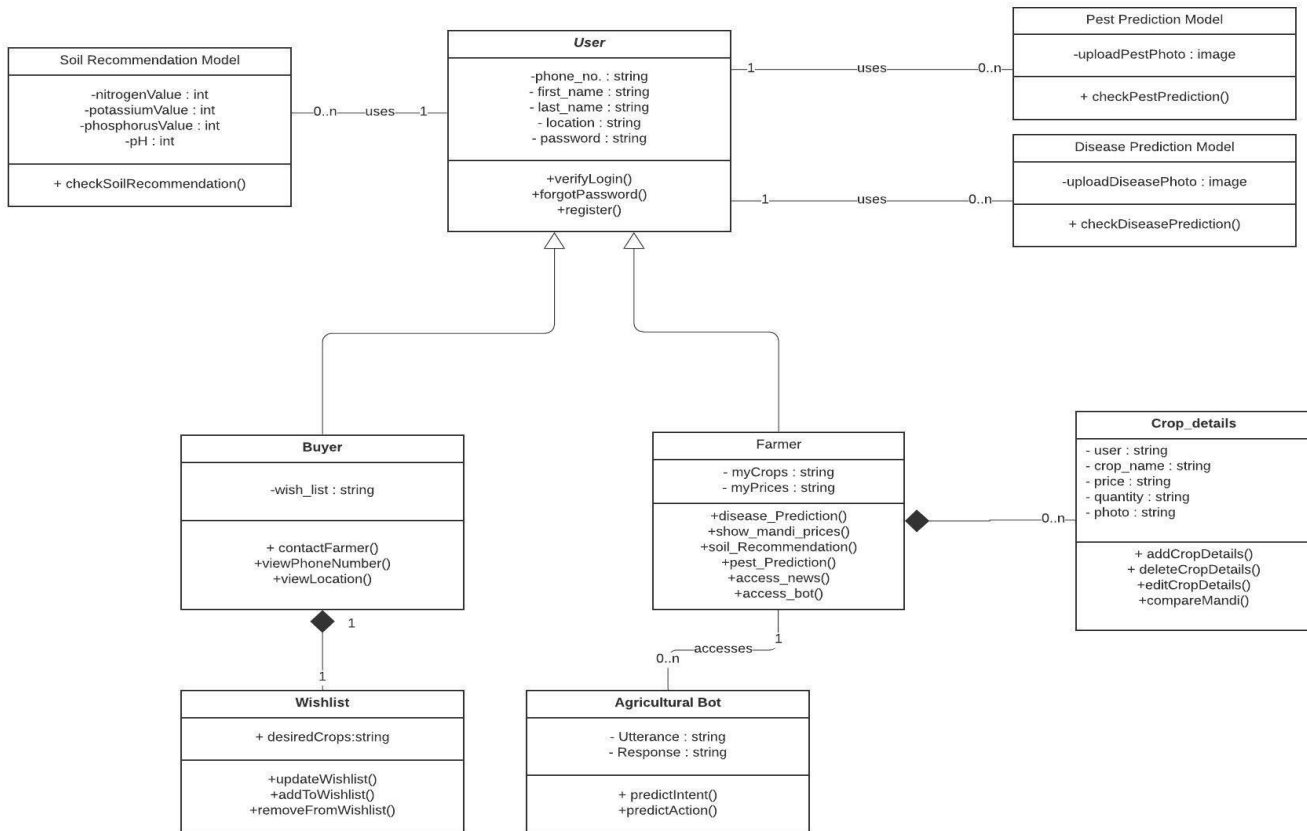 Soil Recommendation Model
-nitrogenValue : int
-potassiumValue : int
-phosphorusValue : int
-pH : int
+ checkSoilRecommendation()
0..n
uses
1
User
-phone_no. : string
- first_name : string
- last_name : string
- location : string
- password : string
+verifyLogin()
+forgotPassword()
+register()
1
uses
0..n
Pest Prediction Model
-uploadPestPhoto : image
+ checkPestPrediction()
1
uses
0..n
Disease Prediction Model
-uploadDiseasePhoto : image
+ checkDiseasePrediction()
Buyer
-wish_list : string
+ contactFarmer()
+viewPhoneNumber()
+viewLocation()
1
1
Wishlist
+ desiredCrops:string
+updateWishlist()
+addToWishlist()
+removeFromWishlist()
Farmer
- myCrops : string
- myPrices : string
+disease_Prediction()
+show_mandi_prices()
+soil_Recommendation()
+pest_Prediction()
+access_news()
+access_bot()
0..n
Crop_details
- user : string
- crop_name : string
- price : string
- quantity : string
- photo : string
+ addCropDetails()
+ deleteCropDetails()
+editCropDetails()
+compareMandi()
1
accesses
0..n
Agricultural Bot
- Utterance : string
- Response : string
+ predictIntent()
+predictAction()